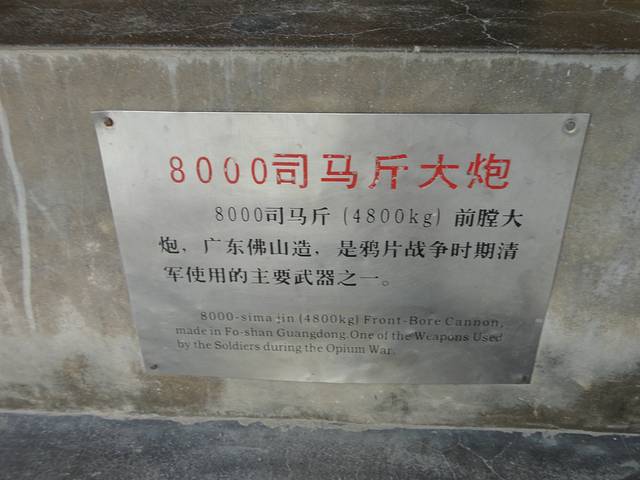 8000司马斤大炮
8000司马斤(4800kg)前膛大
炮，广东佛山造，是鸦片战争时期清
军使用的主要武器之一。
8000-sima jin (4800kg) Front-Bore Cannon,
made in Fo-shan Guangdong.One of the Weapons Used
by the Soldiers during the Opium War.